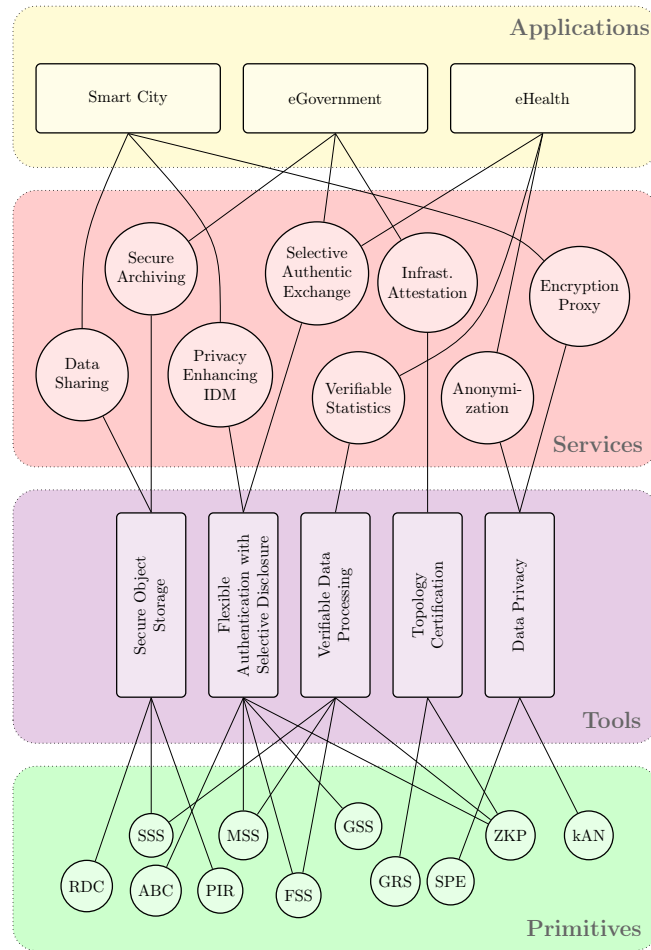 Applications
Smart City
eGovernment
eHealth
Secure
Archiving
Selective
Authentic
Exchange
Infrast.
Attestation
Encryption
Proxy
Data
Sharing
Privacy
Enhancing
IDM
Verifiable
Statistics
Anonymi-
zation
Services
Secure Object
Storage
Flexible
Authentication with
Selective Disclosure
Verifiable Data
Processing
Topology
Certification
Data Privacy
Tools
SSS
MSS
GSS
ZKP
kAN
RDC
ABC
PIR
FSS
GRS
SPE
Primitives